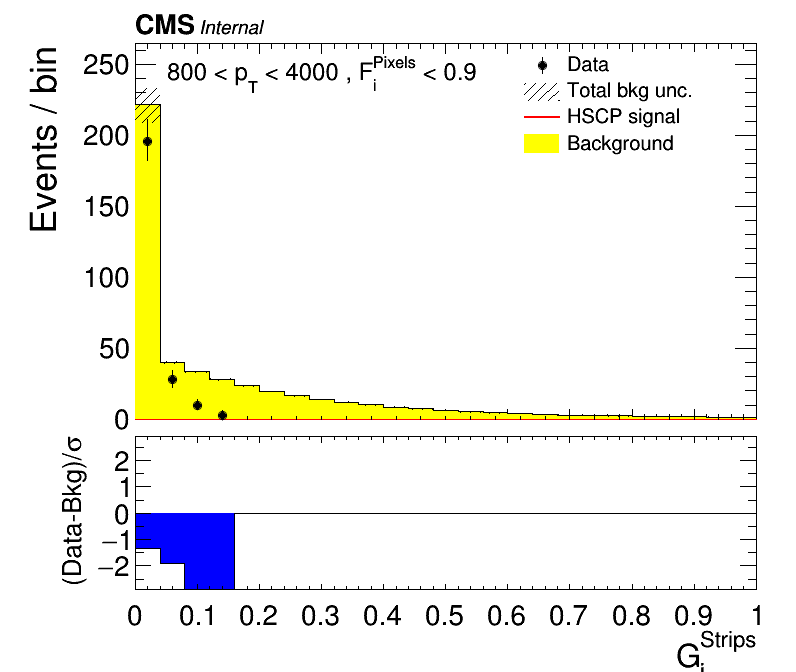 CMS Internal
800 < p_T < 4000 , F_i^Pixels < 0.9
Data
Total bkg unc.
HSCP signal
Background
Events / bin
250
200
150
100
50
0
(Data-Bkg)/σ
2
1
0
−1
−2
0 0.1 0.2 0.3 0.4 0.5 0.6 0.7 0.8 0.9 1
G_i^Strips